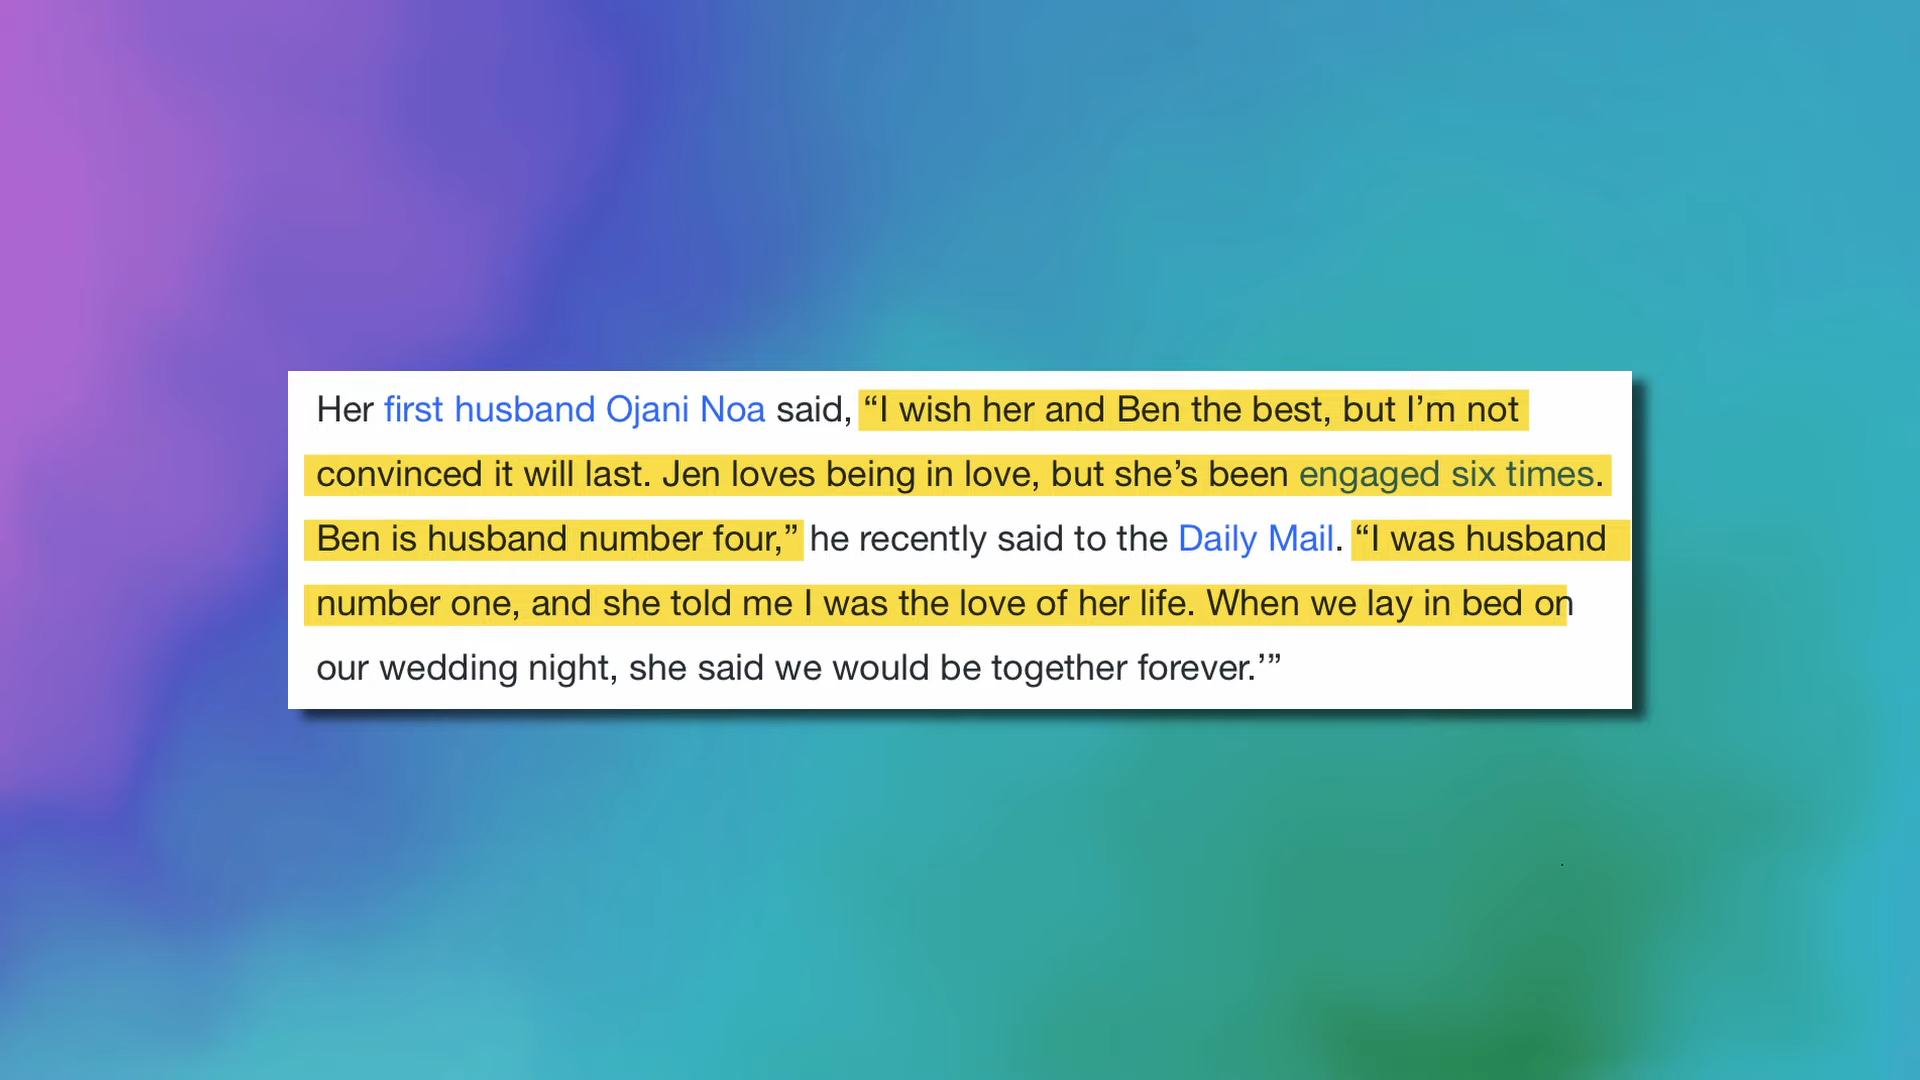 Her first husband Ojani Noa said, “I wish her and Ben the best, but I’m not
convinced it will last. Jen loves being in love, but she’s been engaged six times.
Ben is husband number four,” he recently said to the Daily Mail. “I was husband
number one, and she told me I was the love of her life. When we lay in bed on
our wedding night, she said we would be together forever.’”